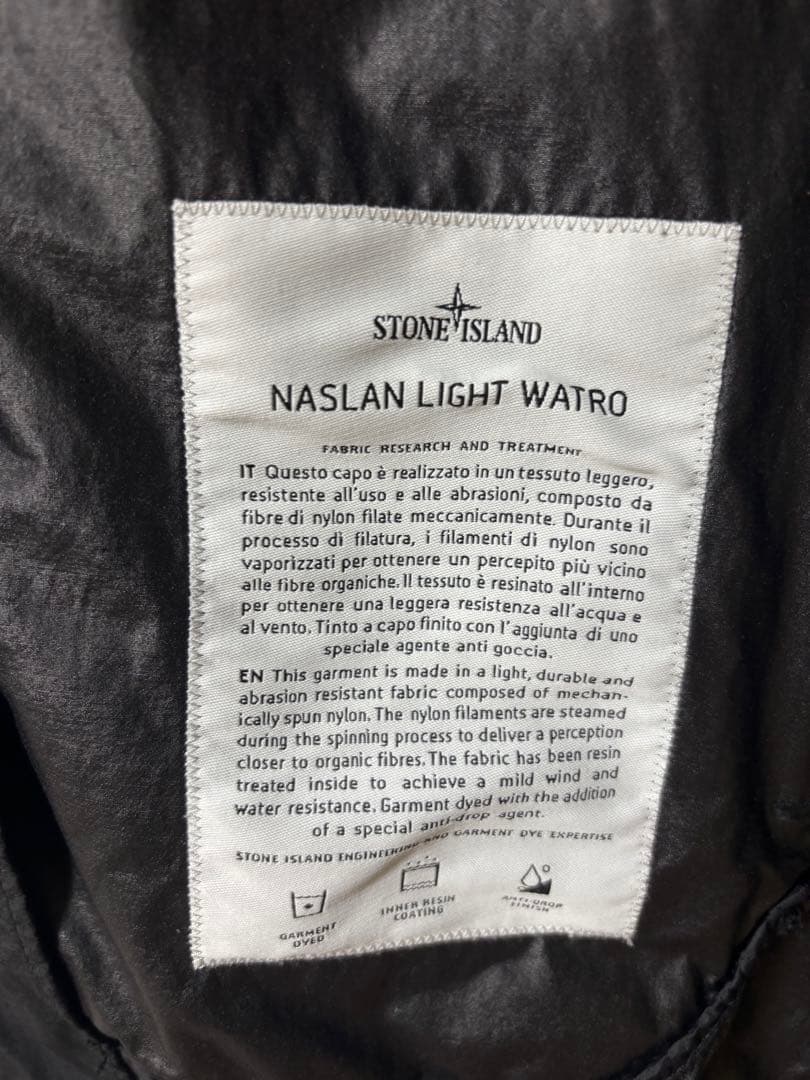 STONE ISLAND
NASLAN LIGHT WATRO
FABRIC RESEARCH AND TREATMENT
IT Questo capo è realizzato in un tessuto leggero,
resistente all'uso e alle abrasioni, composto da
fibre di nylon filate meccanicamente. Durante il
processo di filatura, i filamenti di nylon sono
vaporizzati per ottenere un percepito più vicino
alle fibre organiche. Il tessuto è resinato all'interno
per ottenere una leggera resistenza all'acqua e
al vento. Tinto a capo finito con l'aggiunta di uno
speciale agente anti goccia.
EN This garment is made in a light, durable and
abrasion resistant fabric composed of mechan-
ically spun nylon. The nylon filaments are steamed
during the spinning process to deliver a perception
closer to organic fibres. The fabric has been resin
treated inside to achieve a mild wind and
water resistance. Garment dyed with the addition
of a special anti-drop agent.
STONE ISLAND ENGINEERING AND GARMENT DYE EXPERTISE
GARMENT
DYED
INNER RESIN
COATING
ANTI-DROP
FINISH